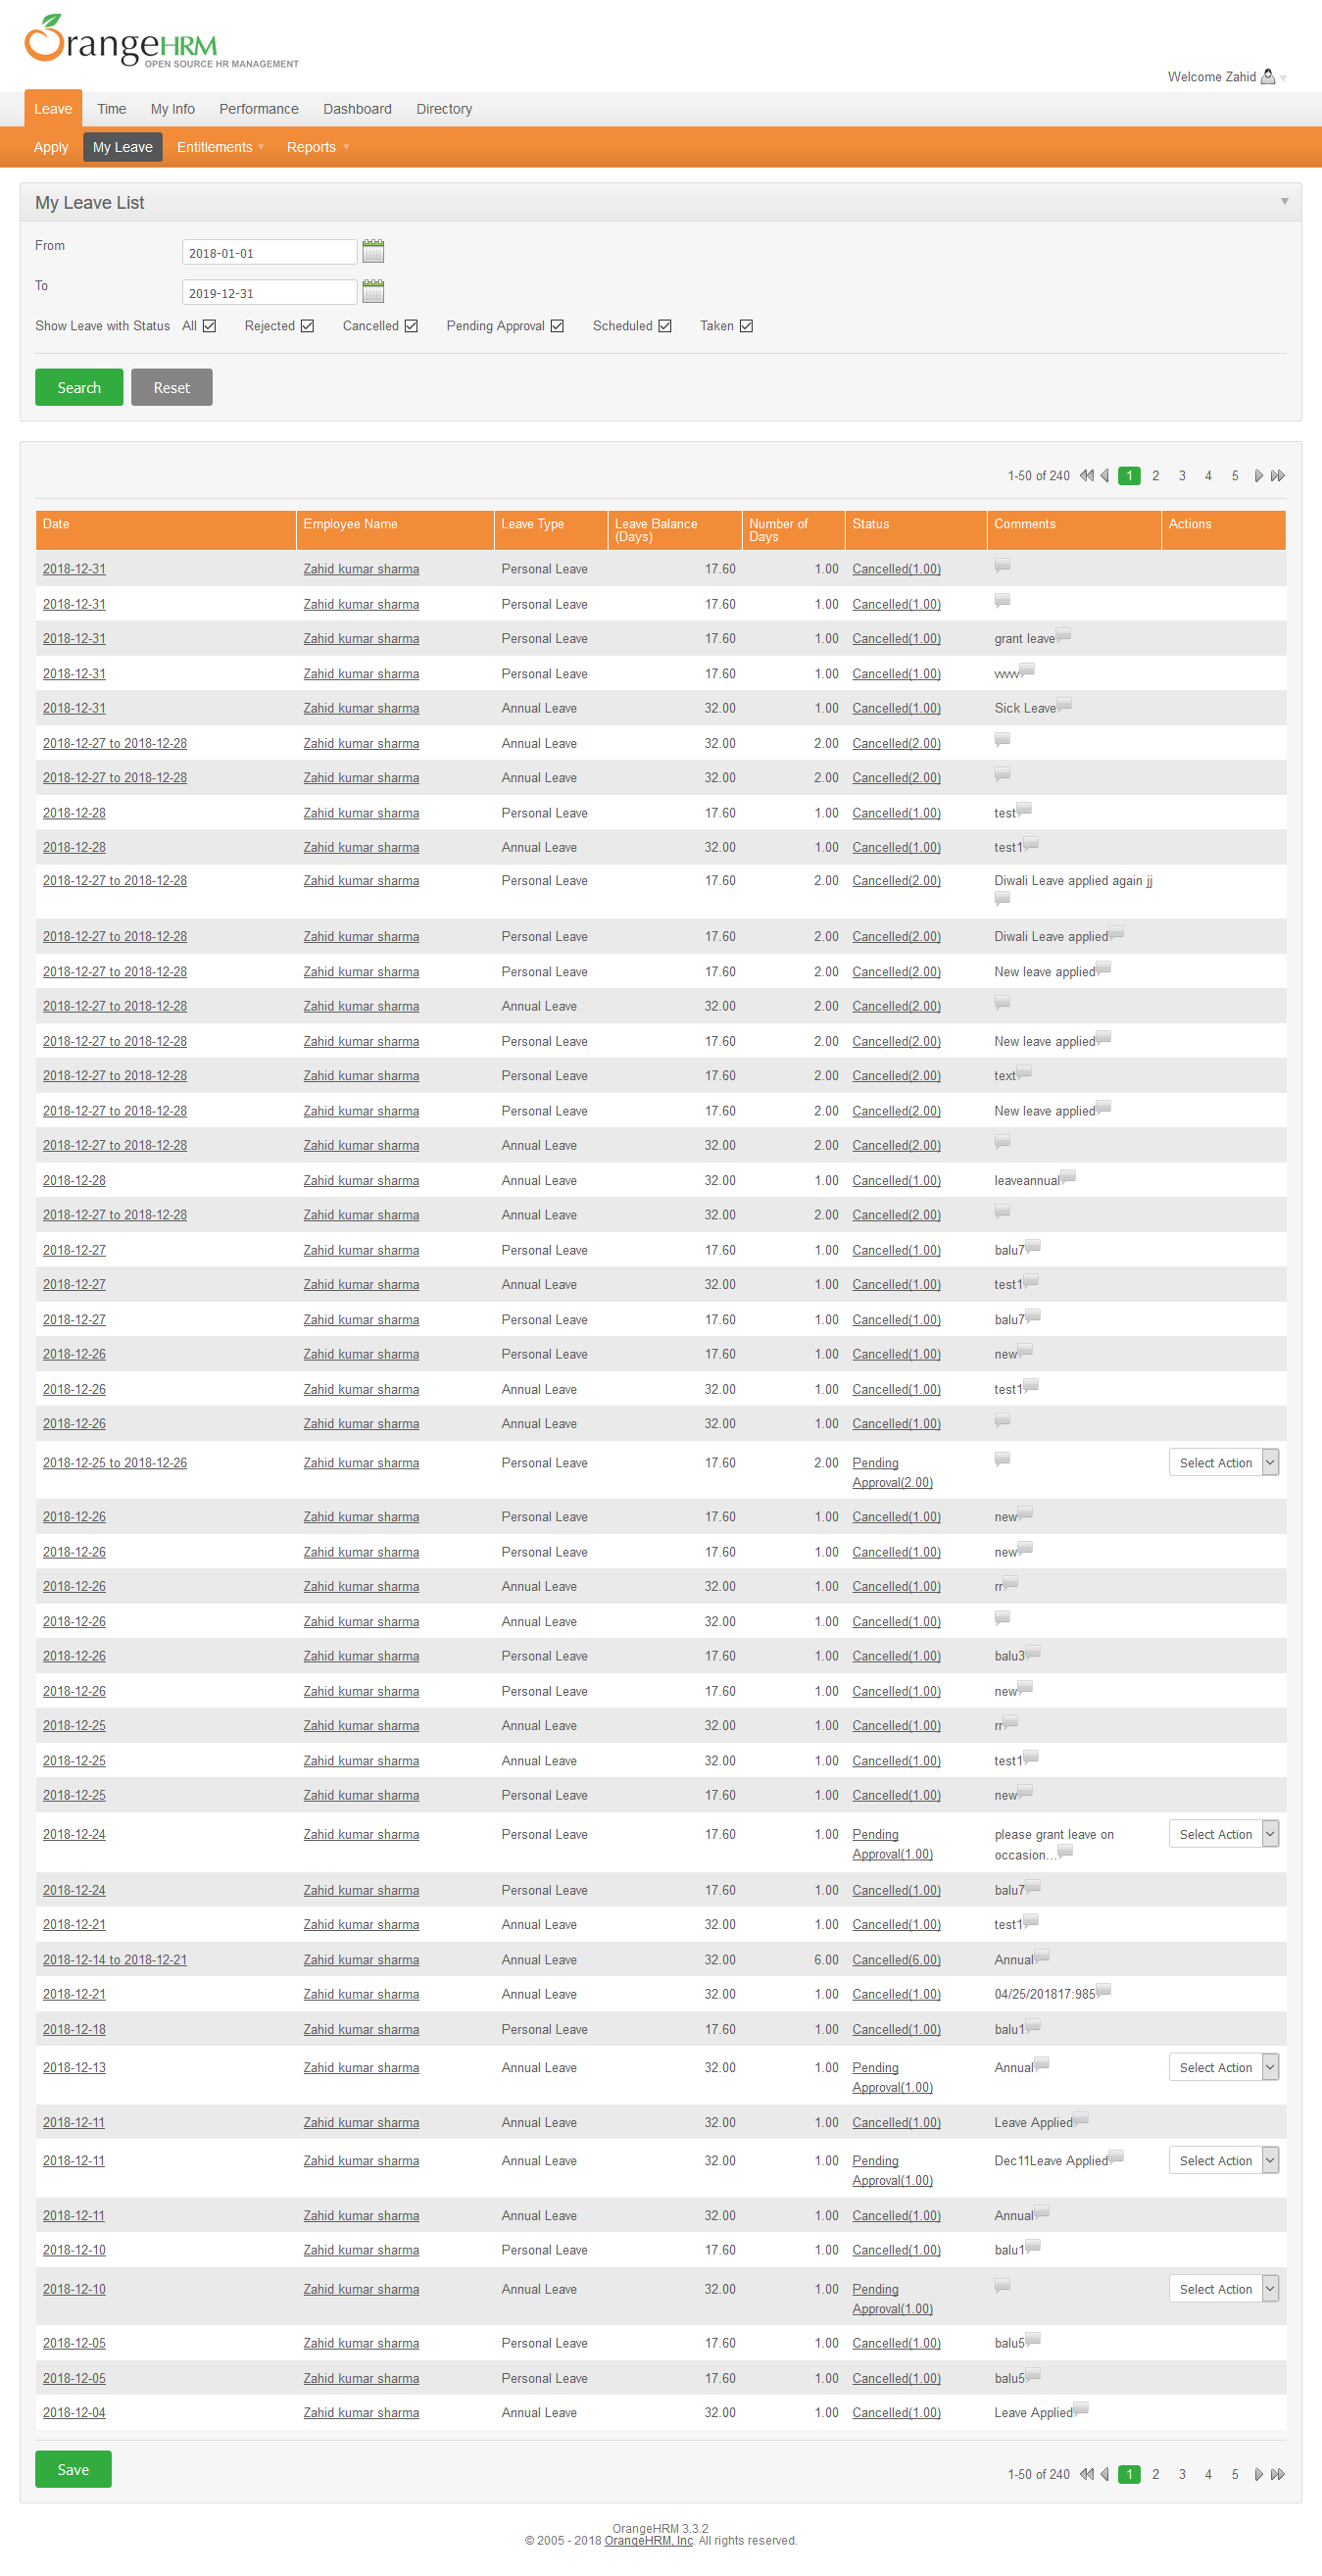 OrangeHRM
OPEN SOURCE HR MANAGEMENT
Welcome Zahid
Leave Time My Info Performance Dashboard Directory
Apply My Leave Entitlements Reports
My Leave List
From 2018-01-01
To 2019-12-31
Show Leave with Status All Rejected Cancelled Pending Approval Scheduled Taken
Search Reset
1-50 of 240 1 2 3 4 5
Date Employee Name Leave Type Leave Balance (Days) Number of Days Status Comments Actions
2018-12-31 Zahid kumar sharma Personal Leave 17.60 1.00 Cancelled(1.00)
2018-12-31 Zahid kumar sharma Personal Leave 17.60 1.00 Cancelled(1.00)
2018-12-31 Zahid kumar sharma Personal Leave 17.60 1.00 Cancelled(1.00) grant leave
2018-12-31 Zahid kumar sharma Personal Leave 17.60 1.00 Cancelled(1.00)
2018-12-31 Zahid kumar sharma Annual Leave 32.00 1.00 Cancelled(1.00) Sick Leave
2018-12-27 to 2018-12-28 Zahid kumar sharma Annual Leave 32.00 2.00 Cancelled(2.00)
2018-12-27 to 2018-12-28 Zahid kumar sharma Annual Leave 32.00 2.00 Cancelled(2.00)
2018-12-28 Zahid kumar sharma Personal Leave 17.60 1.00 Cancelled(1.00) test
2018-12-28 Zahid kumar sharma Annual Leave 32.00 1.00 Cancelled(1.00) test1
2018-12-27 to 2018-12-28 Zahid kumar sharma Personal Leave 17.60 2.00 Cancelled(2.00) Diwali Leave applied again jj
2018-12-27 to 2018-12-28 Zahid kumar sharma Personal Leave 17.60 2.00 Cancelled(2.00) Diwali Leave applied
2018-12-27 to 2018-12-28 Zahid kumar sharma Personal Leave 17.60 2.00 Cancelled(2.00) New leave applied
2018-12-27 to 2018-12-28 Zahid kumar sharma Annual Leave 32.00 2.00 Cancelled(2.00)
2018-12-27 to 2018-12-28 Zahid kumar sharma Personal Leave 17.60 2.00 Cancelled(2.00) New leave applied
2018-12-27 to 2018-12-28 Zahid kumar sharma Personal Leave 17.60 2.00 Cancelled(2.00) text
2018-12-27 to 2018-12-28 Zahid kumar sharma Personal Leave 17.60 2.00 Cancelled(2.00) New leave applied
2018-12-27 to 2018-12-28 Zahid kumar sharma Annual Leave 32.00 2.00 Cancelled(2.00)
2018-12-28 Zahid kumar sharma Annual Leave 32.00 1.00 Cancelled(1.00) leaveannual
2018-12-27 to 2018-12-28 Zahid kumar sharma Annual Leave 32.00 2.00 Cancelled(2.00)
2018-12-27 Zahid kumar sharma Personal Leave 17.60 1.00 Cancelled(1.00) balu7
2018-12-27 Zahid kumar sharma Annual Leave 32.00 1.00 Cancelled(1.00) test1
2018-12-27 Zahid kumar sharma Personal Leave 17.60 1.00 Cancelled(1.00) balu7
2018-12-26 Zahid kumar sharma Personal Leave 17.60 1.00 Cancelled(1.00) new
2018-12-26 Zahid kumar sharma Annual Leave 32.00 1.00 Cancelled(1.00) test1
2018-12-26 Zahid kumar sharma Annual Leave 32.00 1.00 Cancelled(1.00)
2018-12-25 to 2018-12-26 Zahid kumar sharma Personal Leave 17.60 2.00 Pending Select Action
Approval(2.00)
2018-12-26 Zahid kumar sharma Personal Leave 17.60 1.00 Cancelled(1.00) new
2018-12-26 Zahid kumar sharma Personal Leave 17.60 1.00 Cancelled(1.00) new
2018-12-26 Zahid kumar sharma Annual Leave 32.00 1.00 Cancelled(1.00) rr
2018-12-26 Zahid kumar sharma Annual Leave 32.00 1.00 Cancelled(1.00)
2018-12-26 Zahid kumar sharma Personal Leave 17.60 1.00 Cancelled(1.00) balu3
2018-12-26 Zahid kumar sharma Personal Leave 17.60 1.00 Cancelled(1.00) new
2018-12-25 Zahid kumar sharma Annual Leave 32.00 1.00 Cancelled(1.00) rr
2018-12-25 Zahid kumar sharma Annual Leave 32.00 1.00 Cancelled(1.00) test1
2018-12-25 Zahid kumar sharma Personal Leave 17.60 1.00 Cancelled(1.00) new
2018-12-24 Zahid kumar sharma Personal Leave 17.60 1.00 Pending please grant leave on Select Action
Approval(1.00) occasion...
2018-12-24 Zahid kumar sharma Personal Leave 17.60 1.00 Cancelled(1.00) balu7
2018-12-21 Zahid kumar sharma Annual Leave 32.00 1.00 Cancelled(1.00) test1
2018-12-14 to 2018-12-21 Zahid kumar sharma Annual Leave 32.00 6.00 Cancelled(6.00) Annual
2018-12-21 Zahid kumar sharma Annual Leave 32.00 1.00 Cancelled(1.00) 04/25/201817:985
2018-12-18 Zahid kumar sharma Personal Leave 17.60 1.00 Cancelled(1.00) balu1
2018-12-13 Zahid kumar sharma Annual Leave 32.00 1.00 Pending Annual Select Action
Approval(1.00)
2018-12-11 Zahid kumar sharma Annual Leave 32.00 1.00 Cancelled(1.00) Leave Applied
2018-12-11 Zahid kumar sharma Annual Leave 32.00 1.00 Pending Dec11Leave Applied Select Action
Approval(1.00)
2018-12-11 Zahid kumar sharma Annual Leave 32.00 1.00 Cancelled(1.00) Annual
2018-12-10 Zahid kumar sharma Personal Leave 17.60 1.00 Cancelled(1.00) balu1
2018-12-10 Zahid kumar sharma Annual Leave 32.00 1.00 Pending Select Action
Approval(1.00)
2018-12-05 Zahid kumar sharma Personal Leave 17.60 1.00 Cancelled(1.00) balu5
2018-12-05 Zahid kumar sharma Personal Leave 17.60 1.00 Cancelled(1.00) balu5
2018-12-04 Zahid kumar sharma Annual Leave 32.00 1.00 Cancelled(1.00) Leave Applied
Save 1-50 of 240 1 2 3 4 5
OrangeHRM 3.3.2
© 2005 - 2018 OrangeHRM, Inc. All rights reserved.